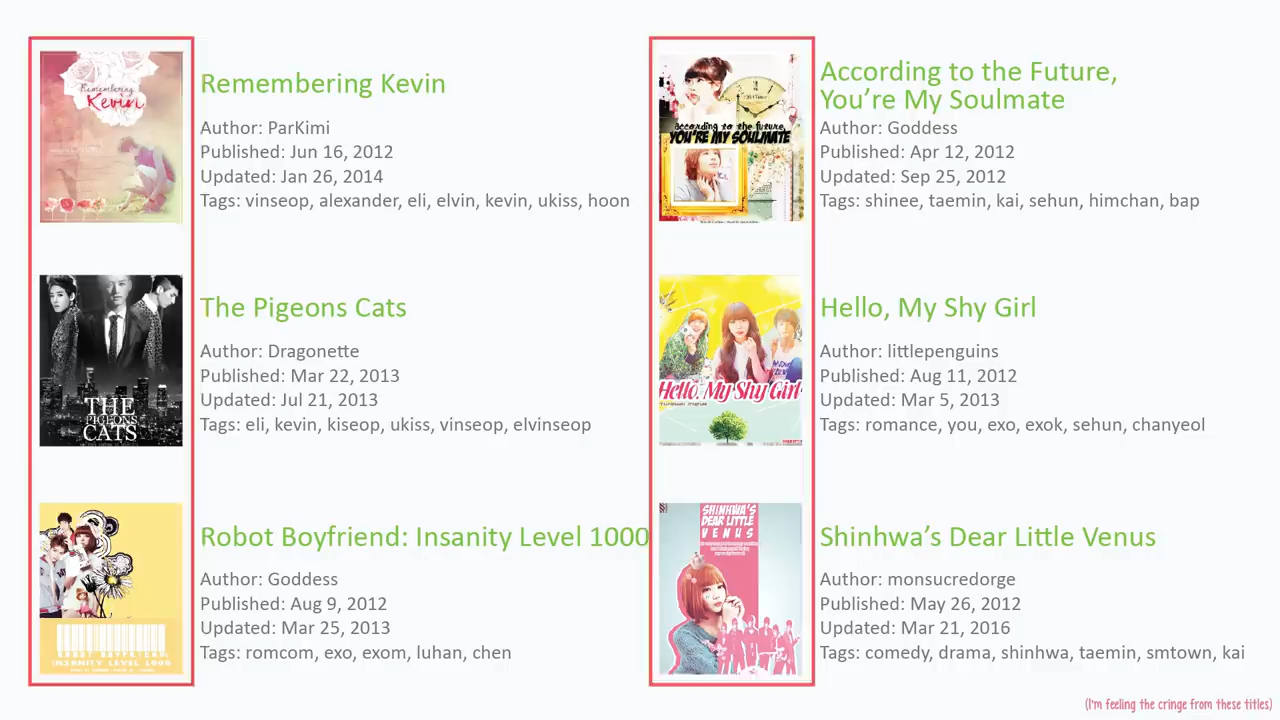 Remembering Kevin
Remembering Kevin
Author: ParKimi
Published: Jun 16, 2012
Updated: Jan 26, 2014
Tags: vinseop, alexander, eli, elvin, kevin, ukiss, hoon
THE PIGEONS CATS
The Pigeons Cats
Author: Dragonette
Published: Mar 22, 2013
Updated: Jul 21, 2013
Tags: eli, kevin, kiseop, ukiss, vinseop, elvinseop
ROBOT BOYFRIEND:
INSANITY LEVEL 1000
Robot Boyfriend: Insanity Level 1000
Author: Goddess
Published: Aug 9, 2012
Updated: Mar 25, 2013
Tags: romcom, exo, exom, luhan, chen
according to the future,
YOU'RE MY SOULMATE
According to the Future,
You’re My Soulmate
Author: Goddess
Published: Apr 12, 2012
Updated: Sep 25, 2012
Tags: shinee, taemin, kai, sehun, himchan, bap
Hello, My Shy Girl
Hello, My Shy Girl
Author: littlepenguins
Published: Aug 11, 2012
Updated: Mar 5, 2013
Tags: romance, you, exo, exok, sehun, chanyeol
SHINHWA'S
DEAR LITTLE
VENUS
Shinhwa’s Dear Little Venus
Author: monsucredorge
Published: May 26, 2012
Updated: Mar 21, 2016
Tags: comedy, drama, shinhwa, taemin, smtown, kai
(I'm feeling the cringe from these titles)